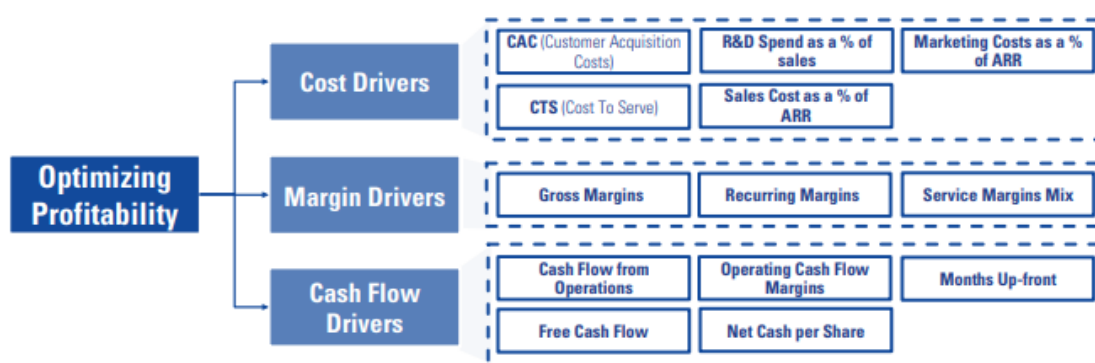 Optimizing
Profitability
Cost Drivers
CAC (Customer Acquisition
Costs)
R&D Spend as a % of
sales
Marketing Costs as a %
of ARR
CTS (Cost To Serve)
Sales Cost as a % of
ARR
Margin Drivers
Gross Margins
Recurring Margins
Service Margins Mix
Cash Flow
Drivers
Cash Flow from
Operations
Operating Cash Flow
Margins
Months Up-front
Free Cash Flow
Net Cash per Share